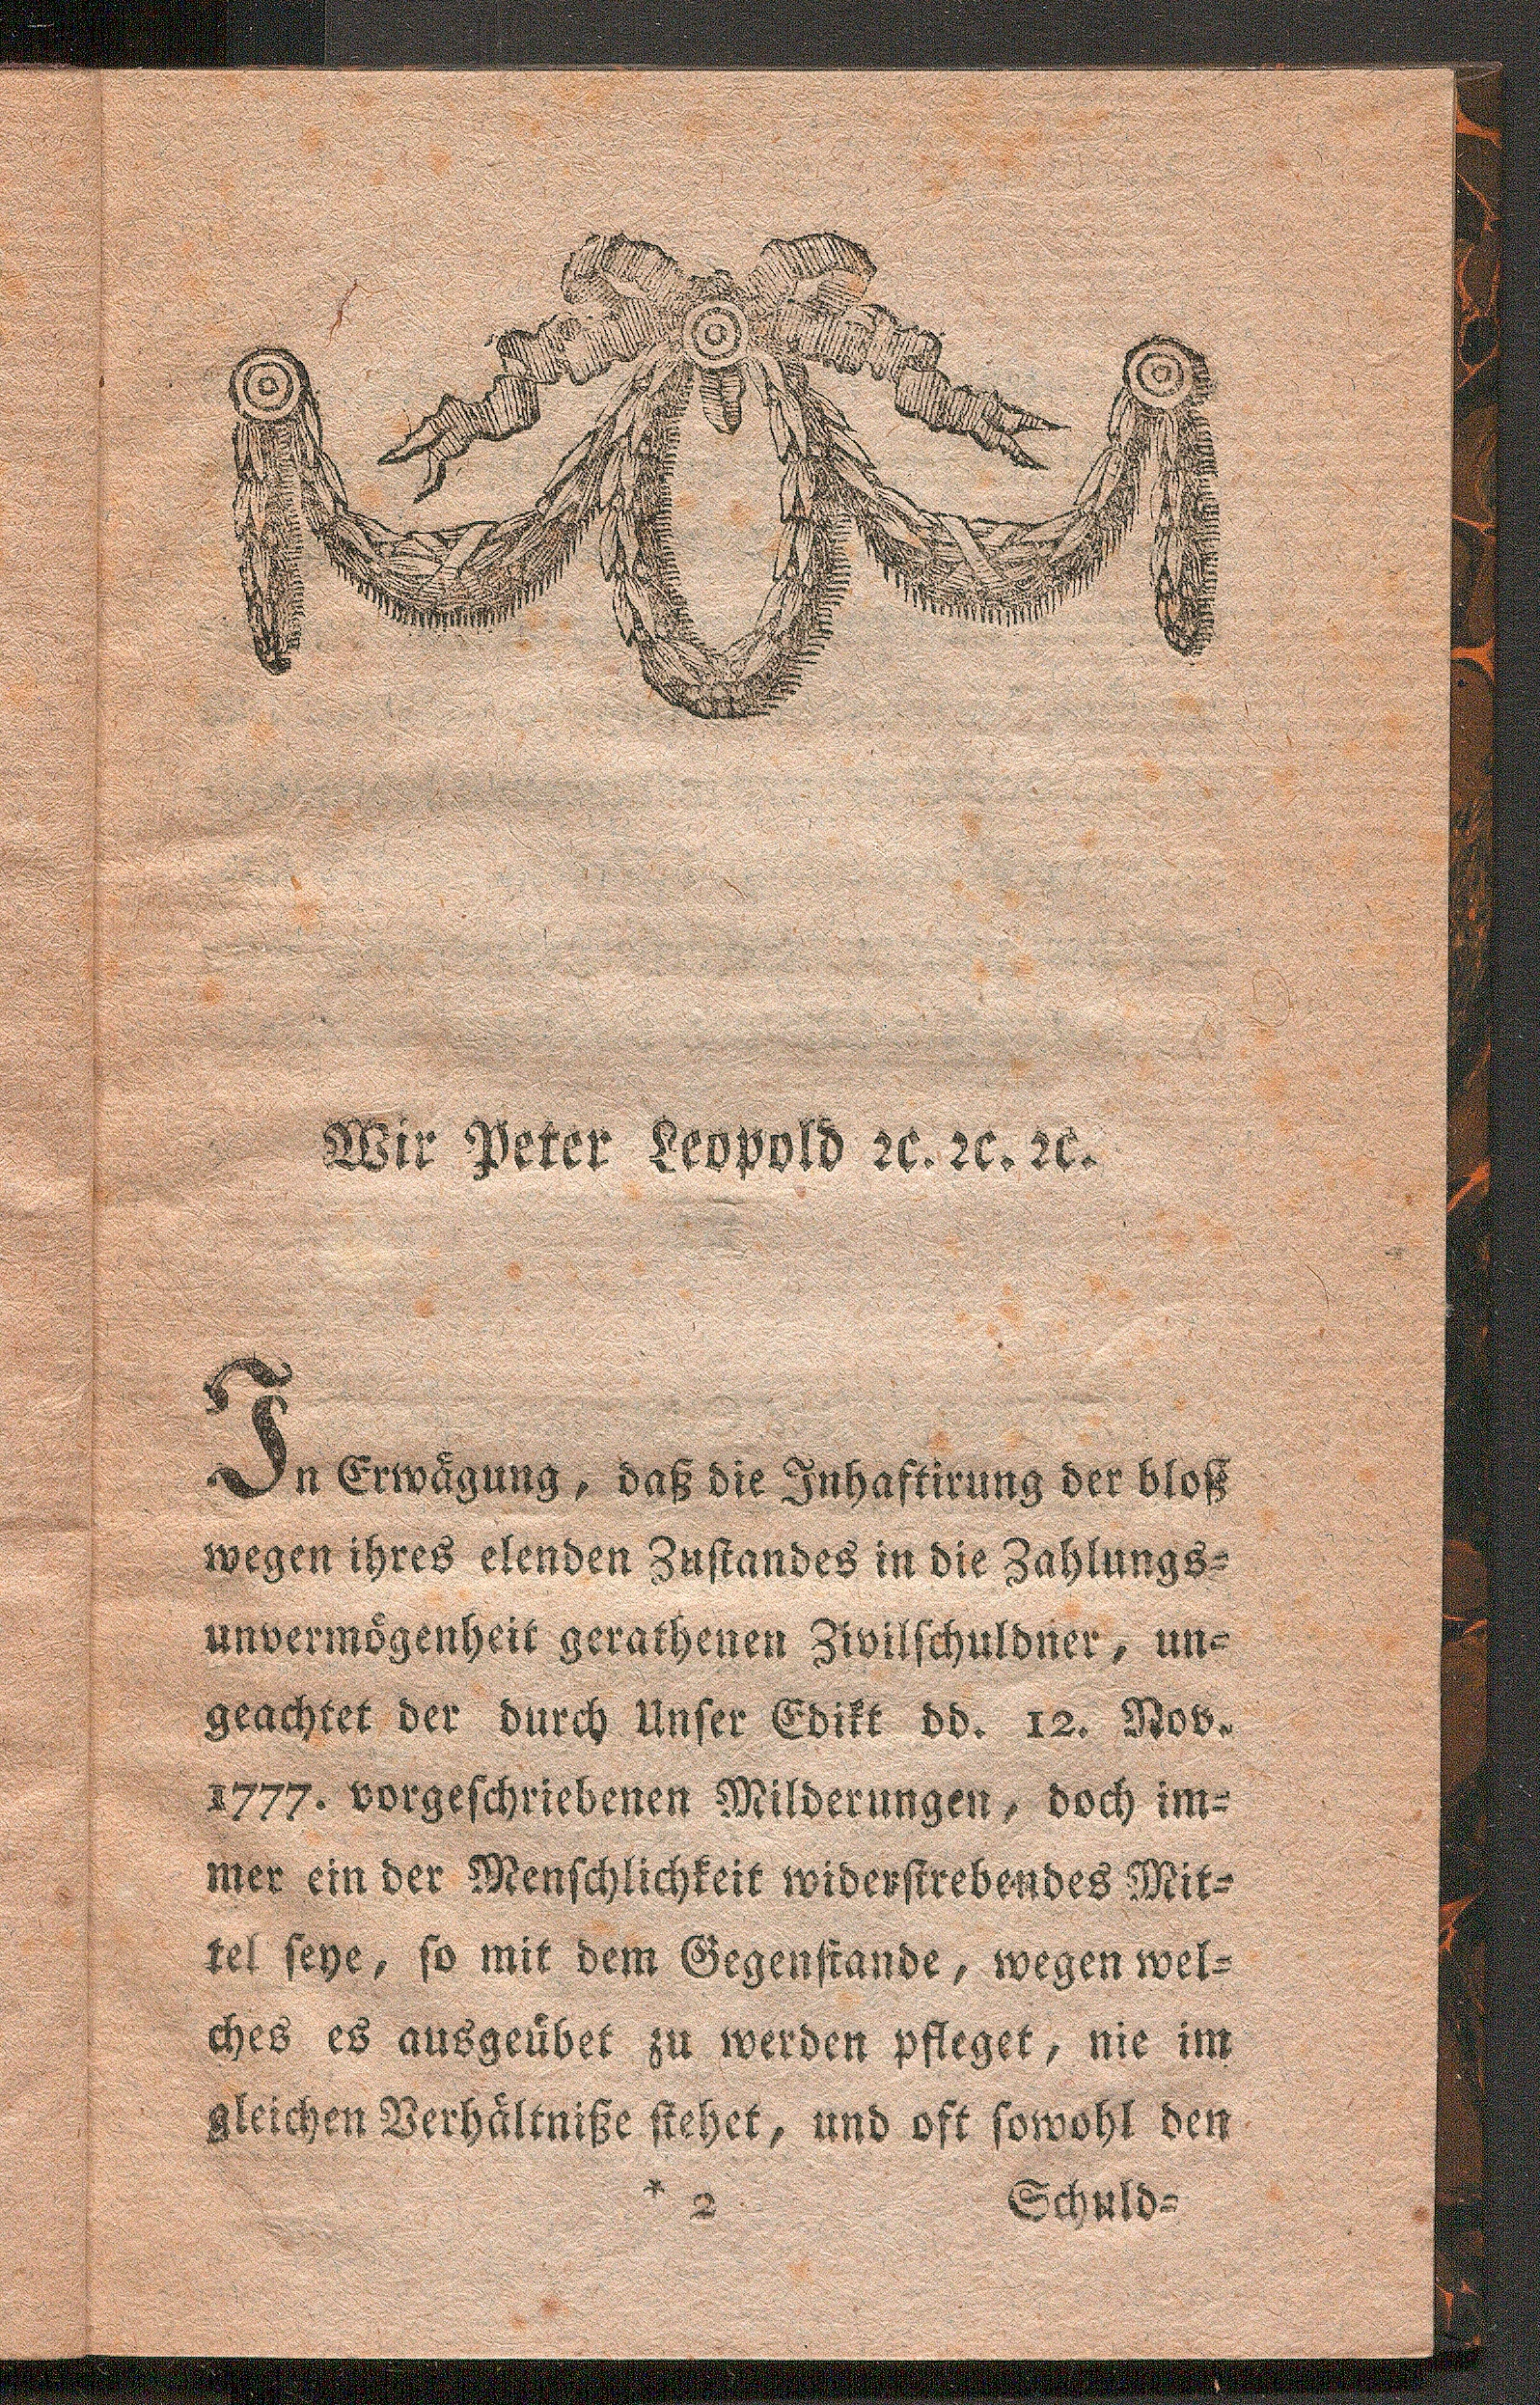 Wir Peter Leopold ꝛc. ꝛc. ꝛc.
In Erwägung, daß die Inhaftirung der bloß
wegen ihres elenden Zuſtandes in die Zahlungs⸗
unvermögenheit gerathenen Zivilſchuldner, un⸗
geachtet der durch Unſer Edikt dd. 12. Nov.
1777. vorgeſchriebenen Milderungen, doch im⸗
mer ein der Menſchlichkeit widerſtrebendes Mit⸗
tel ſeye, ſo mit dem Gegenſtande, wegen wel⸗
ches es ausgeübet zu werden pfleget, nie im
gleichen Verhältniße ſtehet, und oft ſowohl den
* 2 Schuld⸗